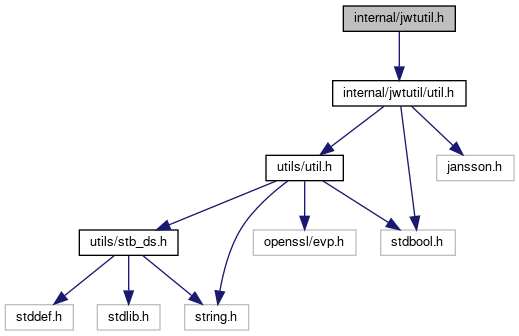 internal/jwtutil.h
internal/jwtutil/util.h
utils/util.h
jansson.h
utils/stb_ds.h
openssl/evp.h
stdbool.h
stddef.h
stdlib.h
string.h